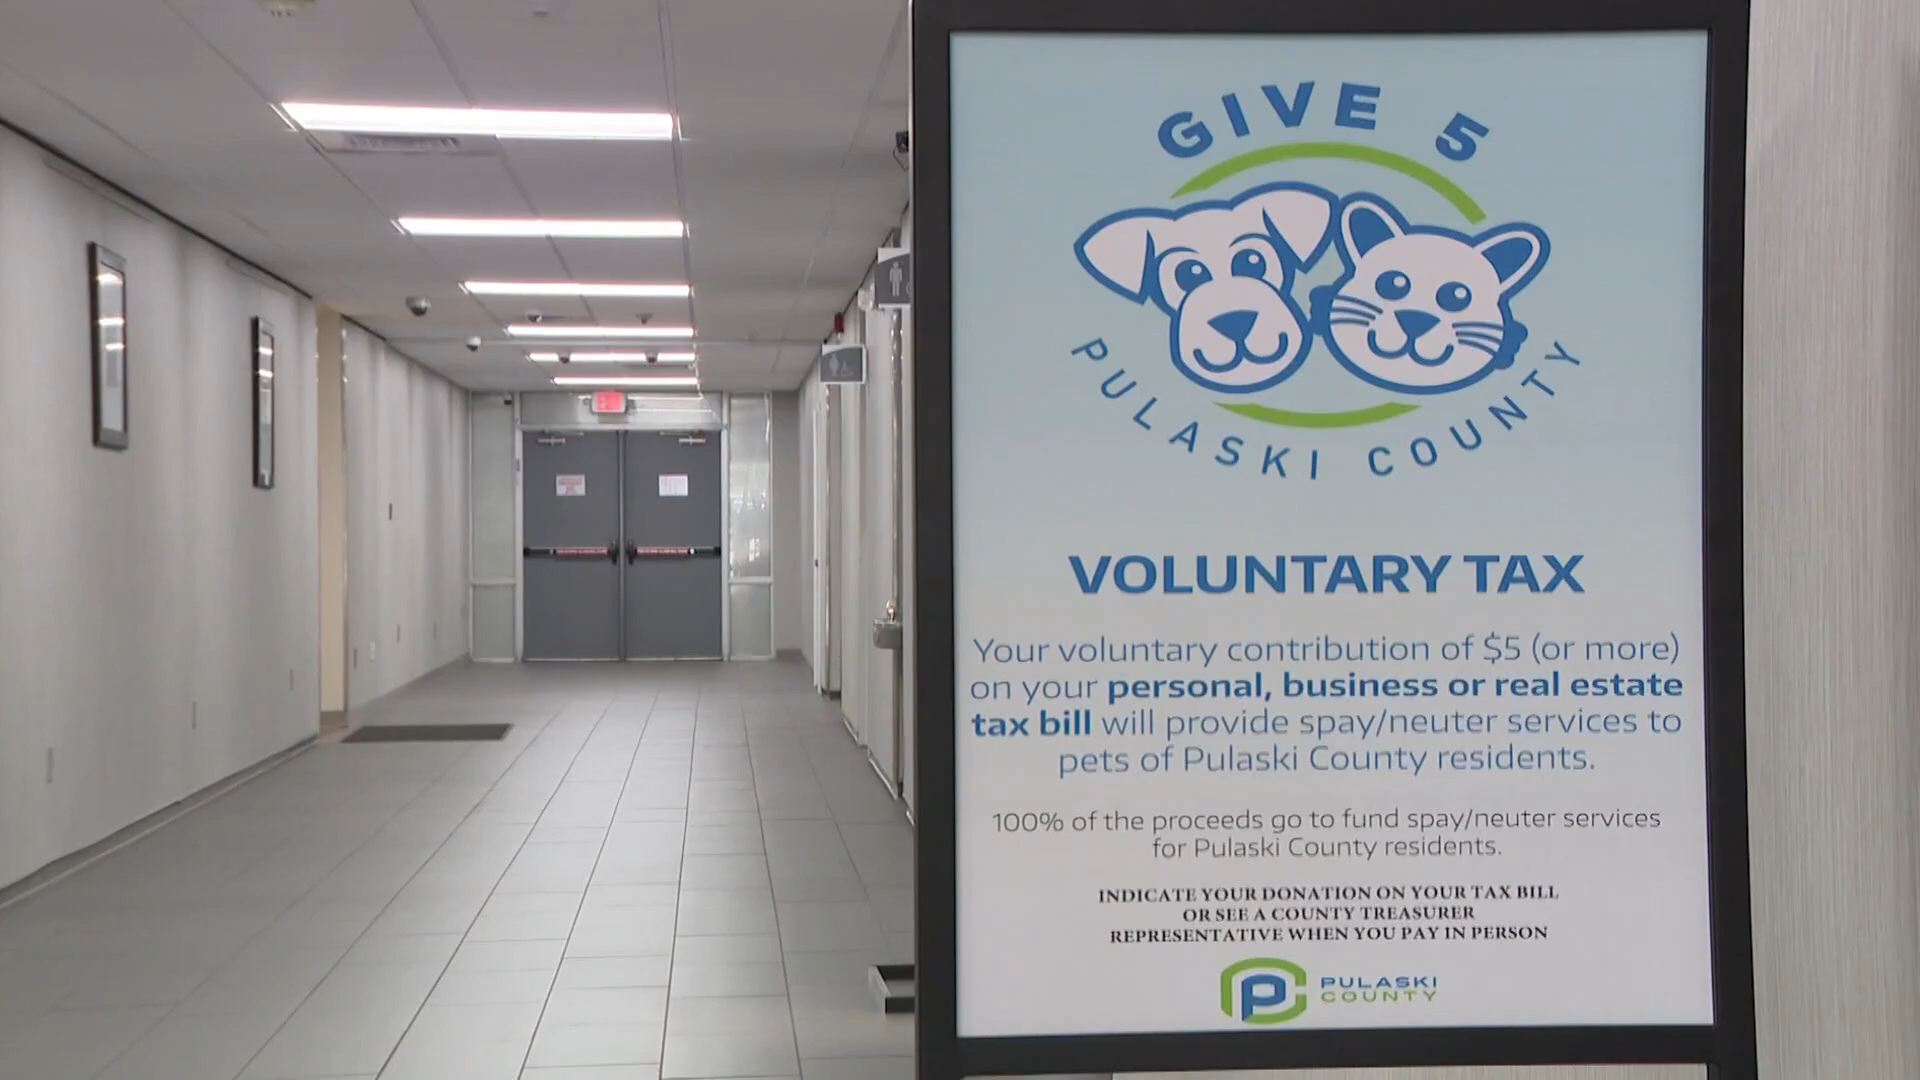 GIVE 5
PULASKI COUNTY
VOLUNTARY TAX
Your voluntary contribution of $5 (or more)
on your personal, business or real estate
tax bill will provide spay/neuter services to
pets of Pulaski County residents.
100% of the proceeds go to fund spay/neuter services
for Pulaski County residents.
INDICATE YOUR DONATION ON YOUR TAX BILL
OR SEE A COUNTY TREASURER
REPRESENTATIVE WHEN YOU PAY IN PERSON
PULASKI
COUNTY